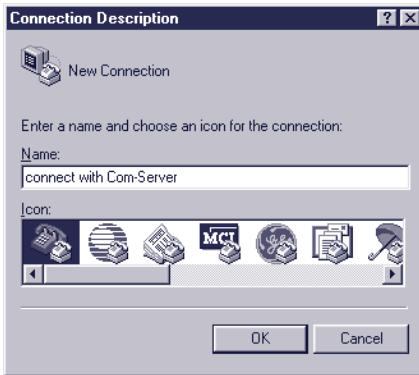 Connection Description
New Connection
Enter a name and choose an icon for the connection:
Name:
connect with Com-Server
Icon:
MCI
OK
Cancel